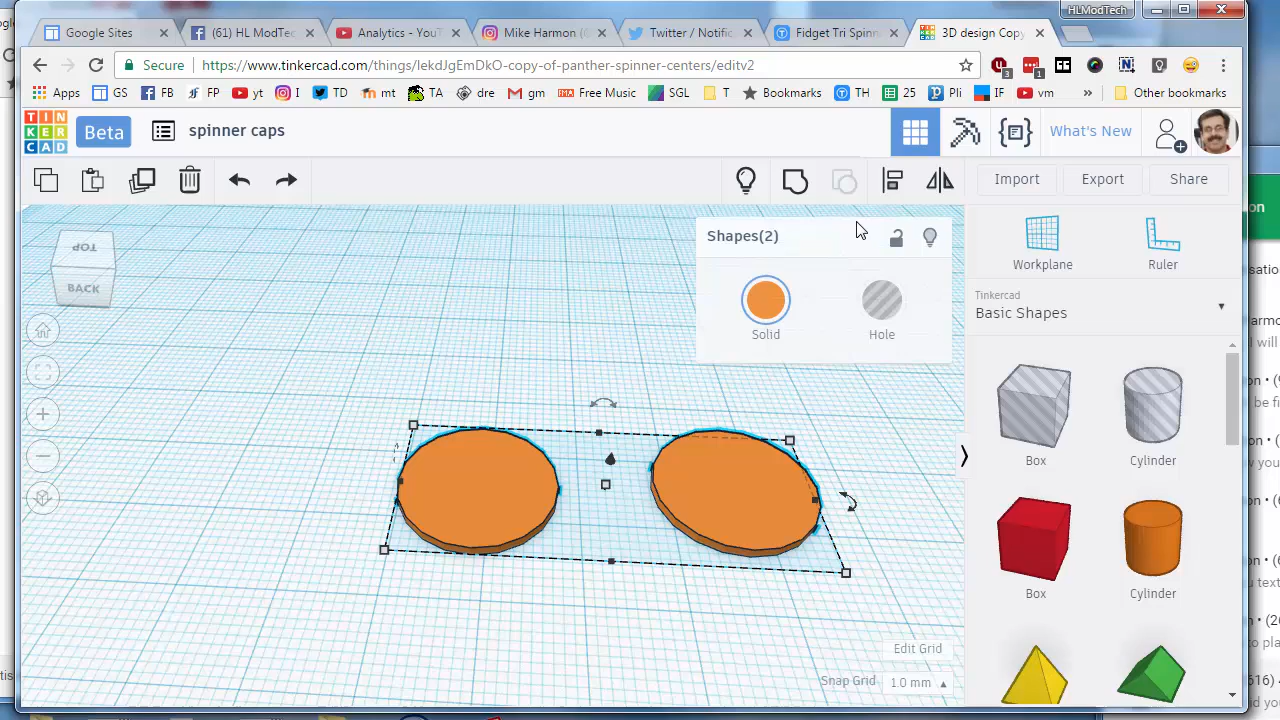 HLModTech
Google Sites
HL ModTec
Analytics - YouT
Mike Harmon (@
Twitter / Notific
Fidget Tri Spinn
3D design Copy
Secure
https://www.tinkercad.com/things/lekdJgEmDkO-copy-of-panther-spinner-centers/editv2
3
1
Apps
GS
FB
FP
yt
I
TD
mt
TA
cire
gm
FMA Free Music
SGL
T
Bookmarks
TH
25
Pli
IF
vm
»
Other bookmarks
TIN
KER
CAD
Beta
spinner caps
What's New
Import
Export
Share
TOP
BACK
Shapes(2)
Solid
Hole
Workplane
Ruler
Tinkercad
Basic Shapes
Box
Cylinder
Box
Cylinder
Edit Grid
Snap Grid
1.0 mm